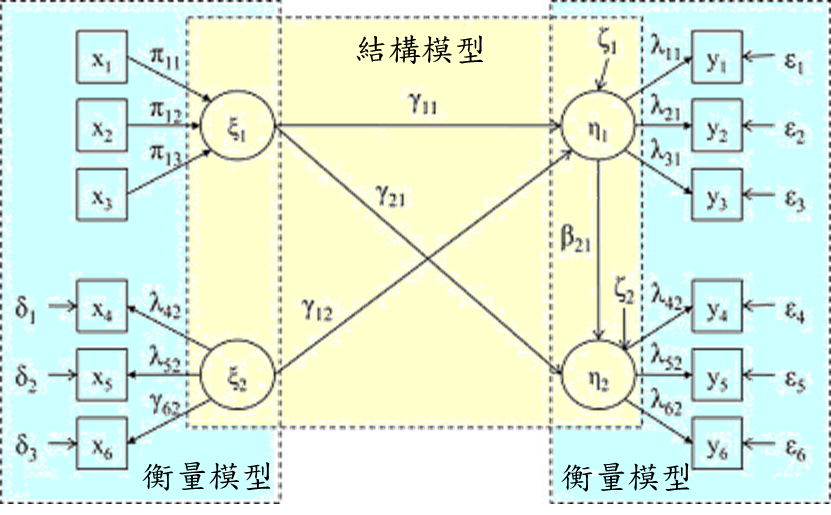 結構模型
ζ1
x1 π11 λ11 y1 ε1
γ11
x2 π12 ξ1 η1 λ21 y2 ε2
π13 λ31
x3 γ21 y3 ε3
β21
ζ2
δ1 x4 λ42 γ12 λ42 y4 ε4
δ2 x5 λ52 ξ2 η2 λ52 y5 ε5
γ62 λ62
δ3 x6 y6 ε6
衡量模型 衡量模型